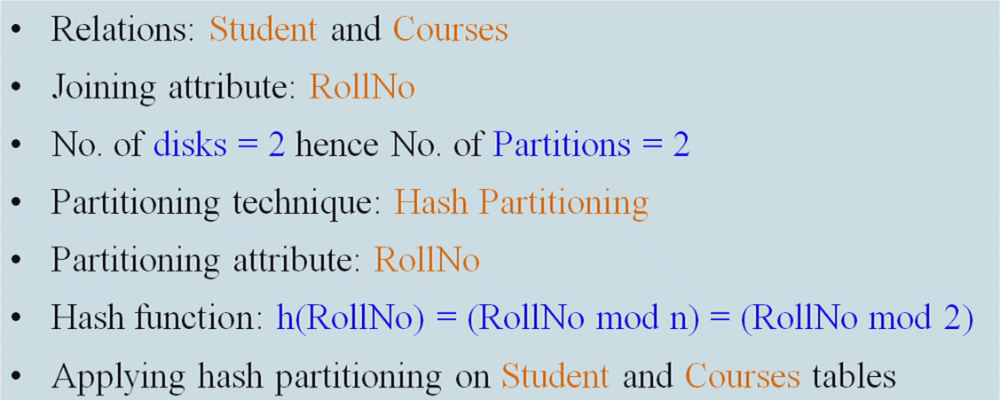 • Relations: Student and Courses
• Joining attribute: RollNo
• No. of disks = 2 hence No. of Partitions = 2
• Partitioning technique: Hash Partitioning
• Partitioning attribute: RollNo
• Hash function: h(RollNo) = (RollNo mod n) = (RollNo mod 2)
• Applying hash partitioning on Student and Courses tables